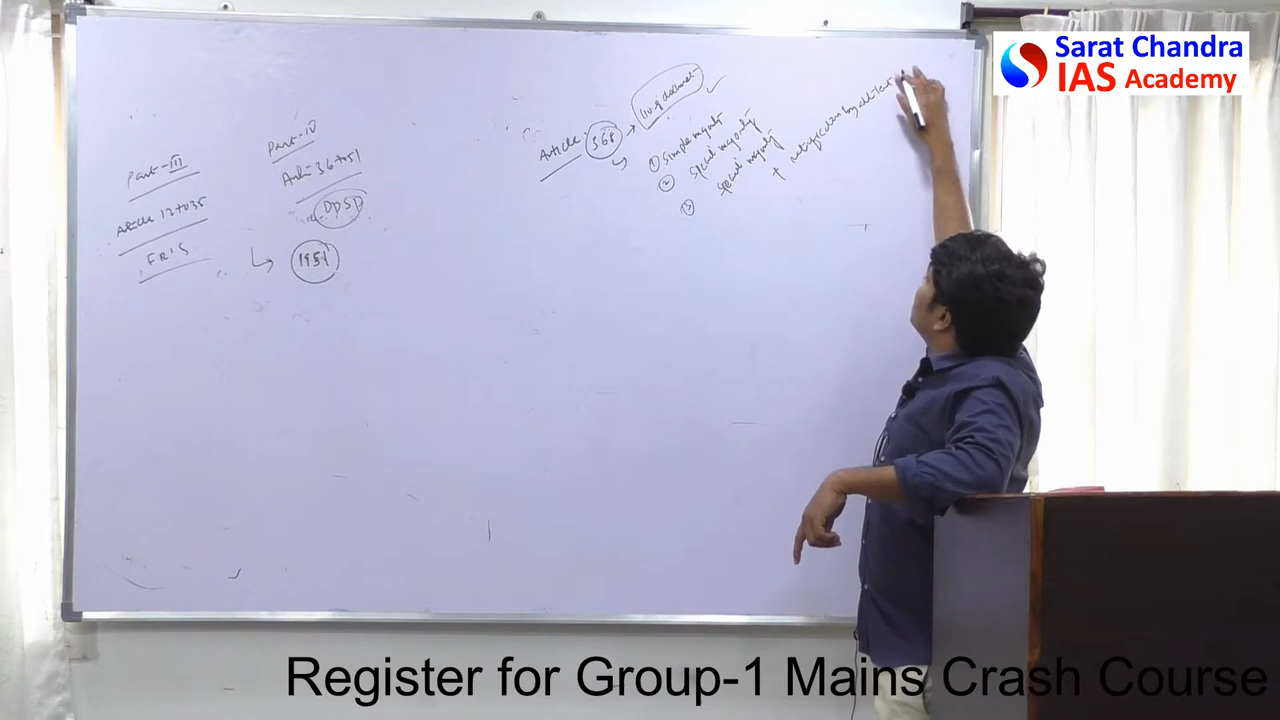 Sarat Chandra
IAS Academy
Part-III
Article 12 to 35
FR'S
Part-IV
Article 36 to 51
DPSP
1951
Article 368
living document
① Simple majority
② Special majority
③ Special majority
+ ratification by atleast
Register for Group-1 Mains Crash Course